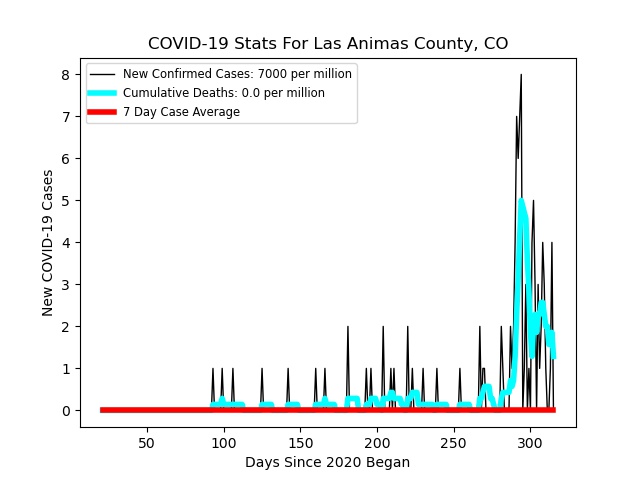 COVID-19 Stats For Las Animas County, CO
New Confirmed Cases: 7000 per million
Cumulative Deaths: 0.0 per million
7 Day Case Average
8
7
6
5
4
3
2
1
0
New COVID-19 Cases
50 100 150 200 250 300
Days Since 2020 Began